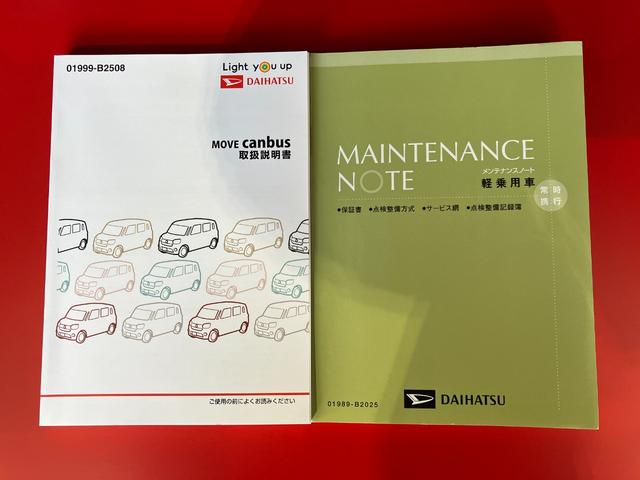 01999-B2508
Light you up
DAIHATSU
MOVE canbus
取扱説明書
ご使用の前によくお読みください
MAINTENANCE
NOTE
メンテナンスノート
軽乗用車
常時
携行
●保証書 ●点検整備方式 ●サービス網 ●点検整備記録簿
01989-B2025
DAIHATSU